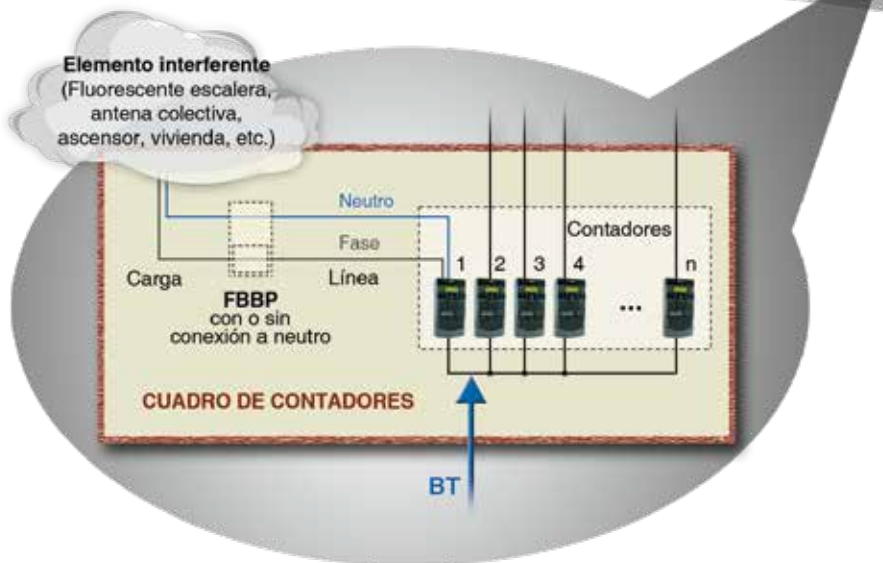 Elemento interferente
(Fluorescente escalera,
antena colectiva,
ascensor, vivienda, etc.)
Neutro
Fase
Contadores
Carga
Línea
1 2 3 4 n
FBBP
con o sin
conexión a neutro
...
CUADRO DE CONTADORES
BT